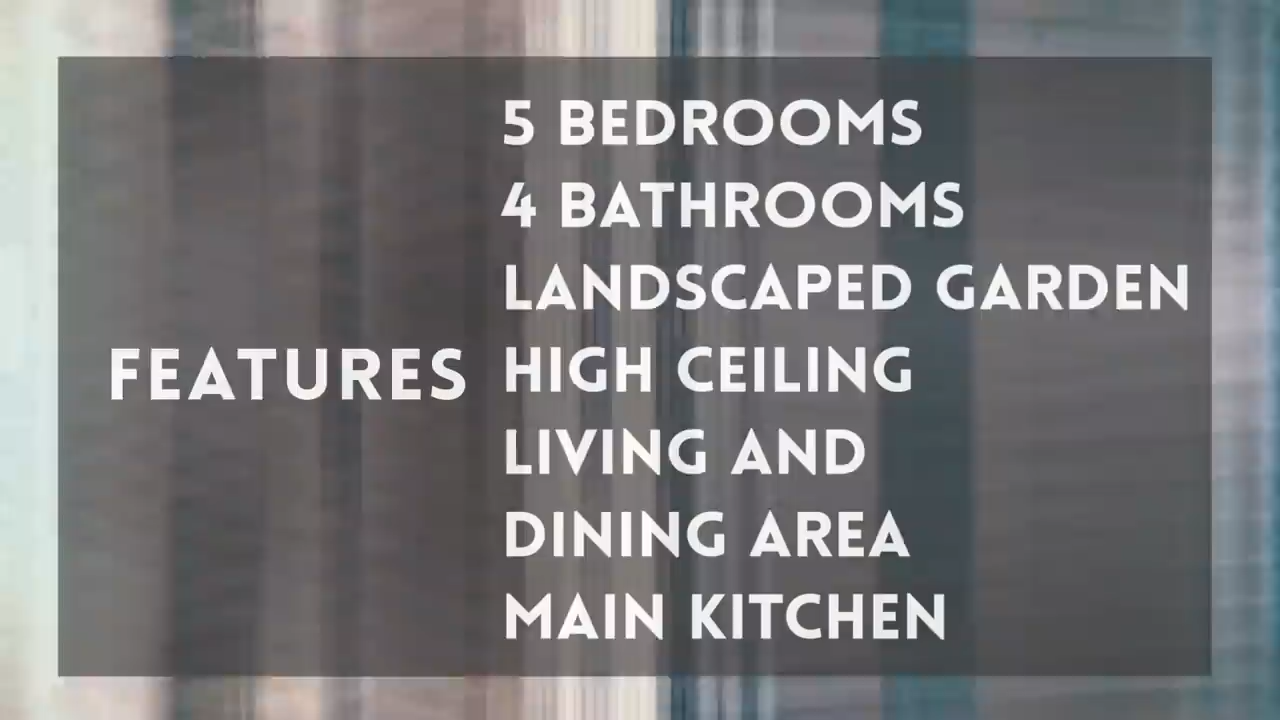 FEATURES
5 BEDROOMS
4 BATHROOMS
LANDSCAPED GARDEN
HIGH CEILING
LIVING AND
DINING AREA
MAIN KITCHEN